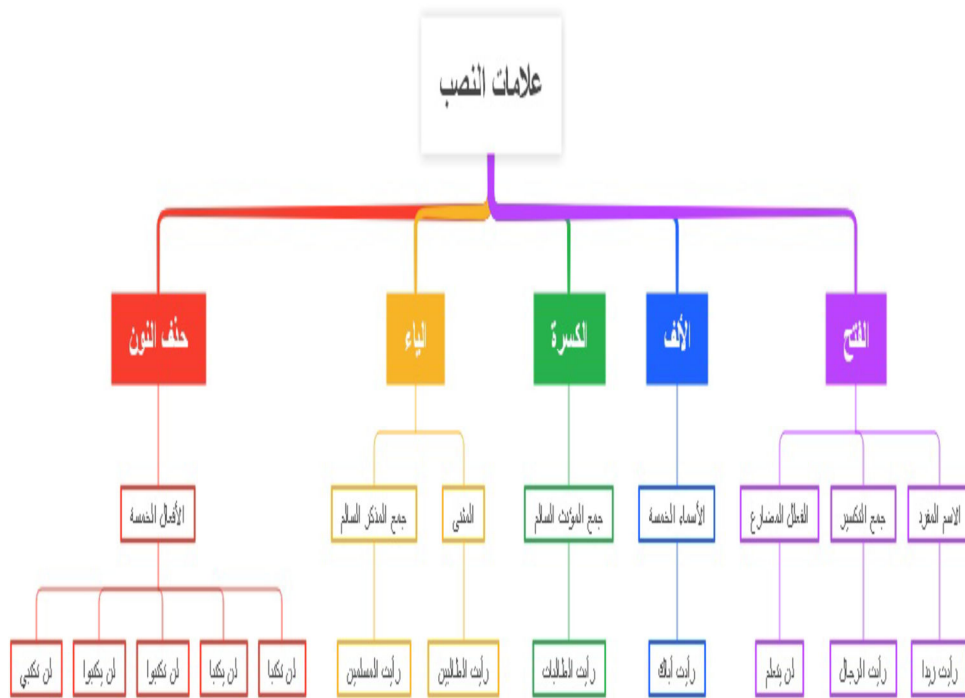 علامات النصب
الفتح
الألف
الكسرة
الياء
حذف النون
الاسم المفرد
جمع التكسير
الفعل المضارع
الأسماء الخمسة
جمع المؤنث السالم
المثنى
جمع المذكر السالم
الأفعال الخمسة
رأيت زيدا
رأيت الرجال
لن يتعلم
رأيت أباك
رأيت الطالبات
رأيت الطالبين
رأيت المسلمين
لن تكتبا
لن يكتبا
لن تكتبوا
لن يكتبوا
لن تكتبي